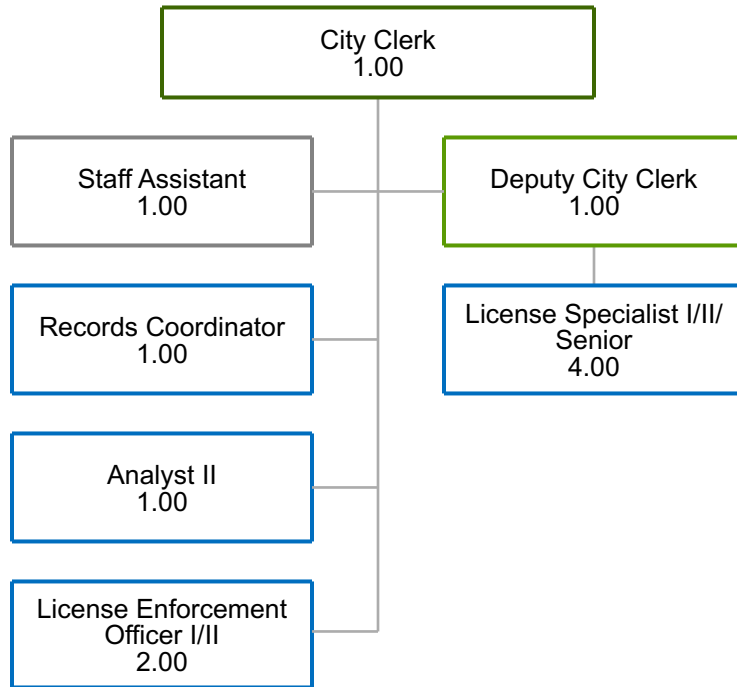 City Clerk
1.00
Staff Assistant
1.00
Deputy City Clerk
1.00
Records Coordinator
1.00
License Specialist I/II/
Senior
4.00
Analyst II
1.00
License Enforcement
Officer I/II
2.00